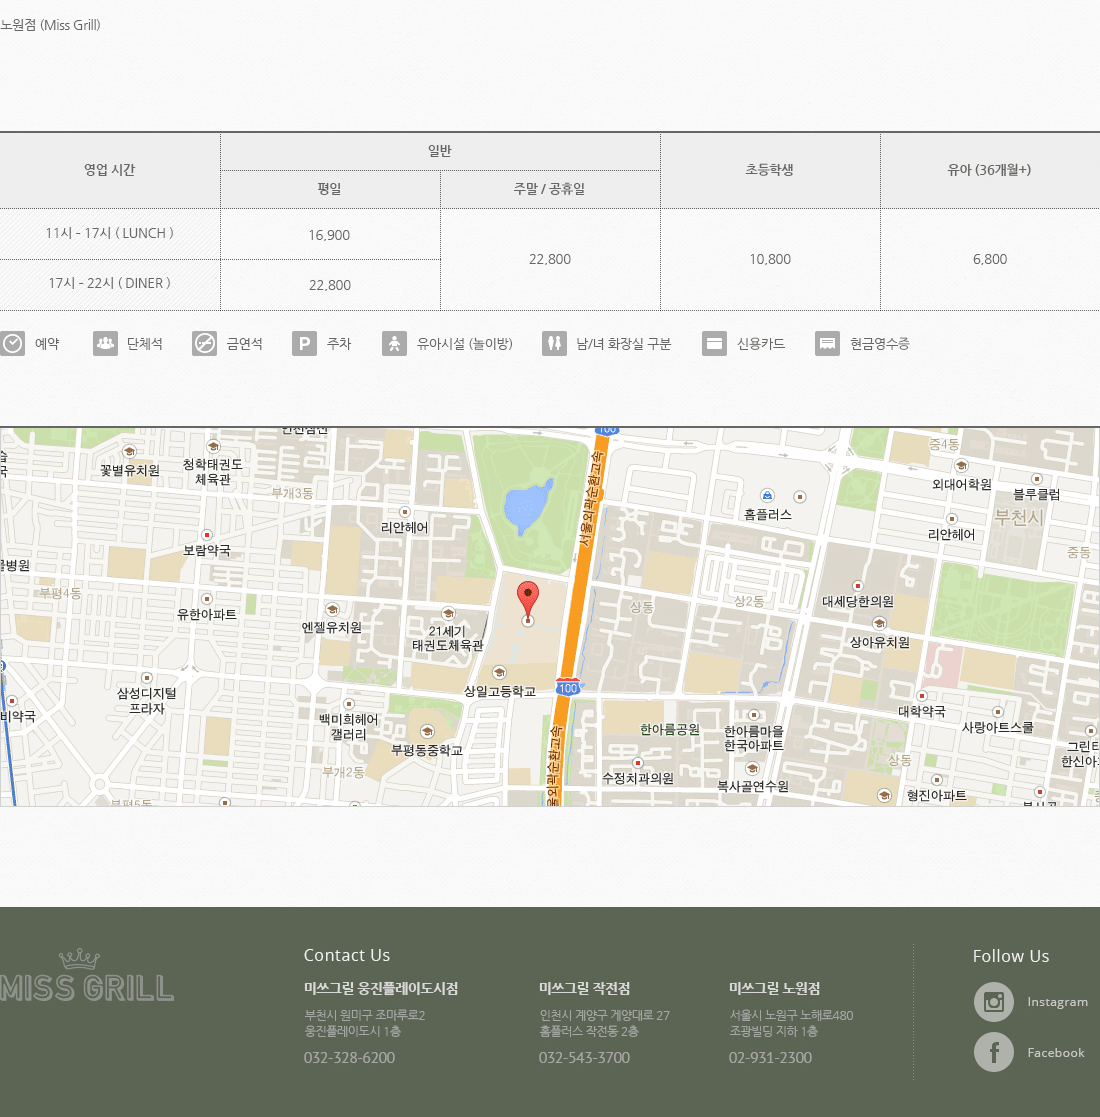 노원점 (Miss Grill)
영업 시간
일반
초등학생
유아 (36개월+)
평일
주말 / 공휴일
11시 - 17시 ( LUNCH )
16,900
22,800
10,800
6,800
17시 - 22시 ( DINER )
22,800
예약
단체석
금연석
P
주차
유아시설 (놀이방)
남/녀 화장실 구분
신용카드
현금영수증
100
꽃별유치원
청학태권도
체육관
부개3동
리안헤어
보람약국
부평4동
유한아파트
엔젤유치원
21세기
태권도체육관
상일고등학교
서울외곽순환고속
홈플러스
중4동
외대어학원
블루클럽
부천시
리안헤어
중동
상동
상2동
대세당한의원
상아유치원
삼성디지털
프라자
백미희헤어
갤러리
부평동중학교
부개2동
부평5동
비약국
100
한아름공원
한아름마을
한국아파트
수정치과의원
복사골연수원
대학약국
사랑아트스쿨
상동
형진아파트
MISS GRILL
Contact Us
미쓰그릴 웅진플레이도시점
부천시 원미구 조마루로2
웅진플레이도시 1층
032-328-6200
미쓰그릴 작전점
인천시 계양구 계양대로 27
홈플러스 작전동 2층
032-543-3700
미쓰그릴 노원점
서울시 노원구 노해로480
조광빌딩 지하 1층
02-931-2300
Follow Us
Instagram
Facebook